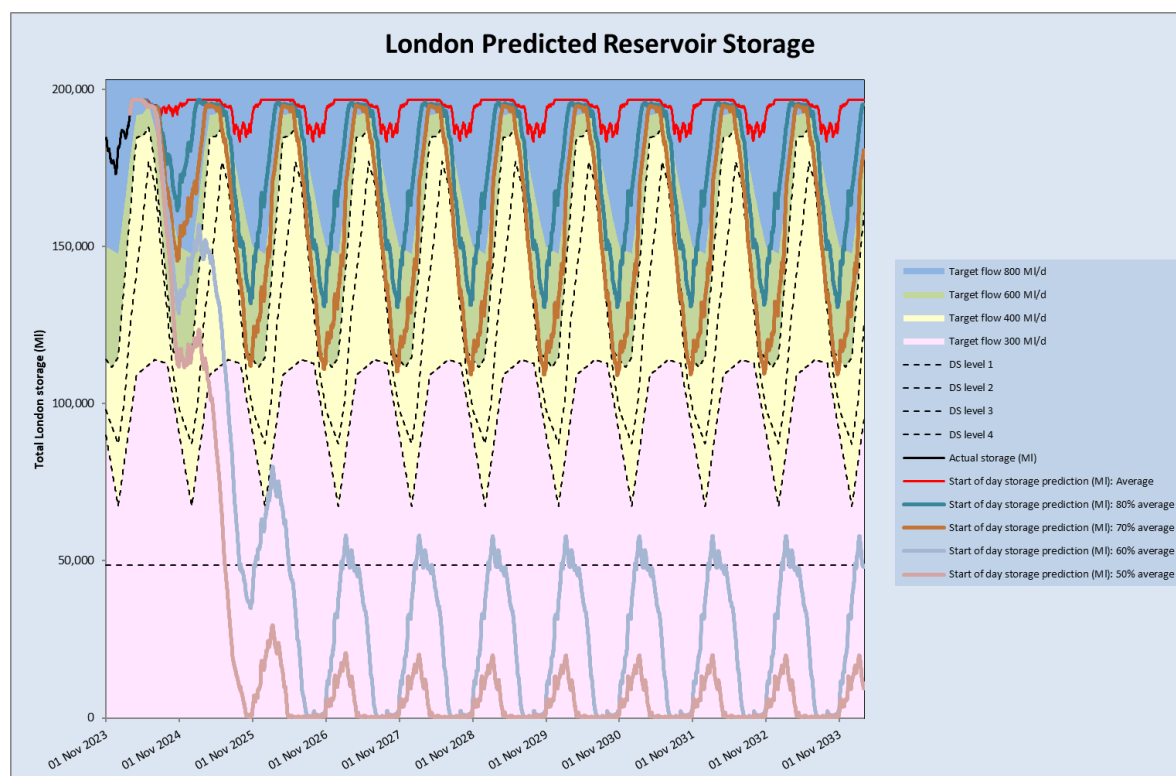 London Predicted Reservoir Storage
Total London storage (Ml)
200,000
150,000
100,000
50,000
0
01 Nov 2023
01 Nov 2024
01 Nov 2025
01 Nov 2026
01 Nov 2027
01 Nov 2028
01 Nov 2029
01 Nov 2030
01 Nov 2031
01 Nov 2032
01 Nov 2033
Target flow 800 Ml/d
Target flow 600 Ml/d
Target flow 400 Ml/d
Target flow 300 Ml/d
DS level 1
DS level 2
DS level 3
DS level 4
Actual storage (Ml)
Start of day storage prediction (Ml): Average
Start of day storage prediction (Ml): 80% average
Start of day storage prediction (Ml): 70% average
Start of day storage prediction (Ml): 60% average
Start of day storage prediction (Ml): 50% average